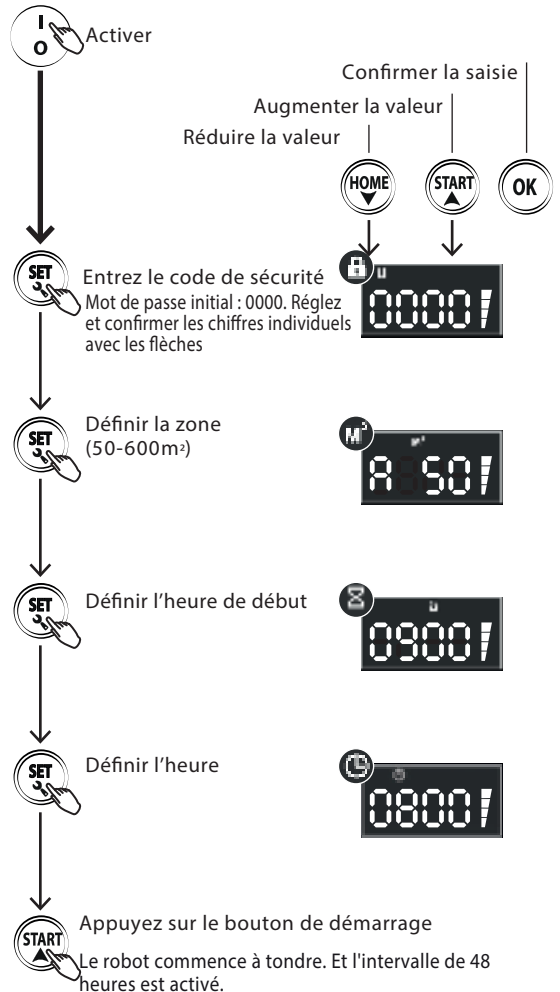 I
O
Activer
Confirmer la saisie
Augmenter la valeur
Réduire la valeur
HOME
START
OK
SET
Entrez le code de sécurité
Mot de passe initial : 0000. Réglez
et confirmer les chiffres individuels
avec les flèches
0000
SET
Définir la zone
(50-600m²)
M²
M²
A 50
SET
Définir l’heure de début
0900
SET
Définir l’heure
0800
START
Appuyez sur le bouton de démarrage
Le robot commence à tondre. Et l'intervalle de 48
heures est activé.